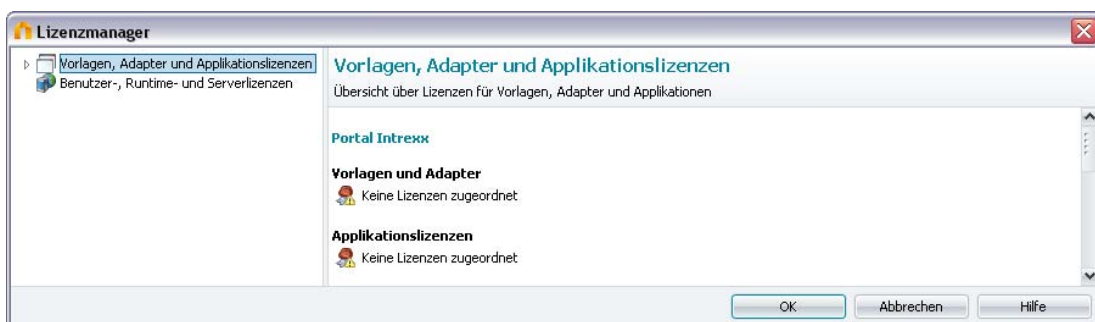 Lizenzmanager
Vorlagen, Adapter und Applikationslizenzen
Benutzer-, Runtime- und Serverlizenzen
Vorlagen, Adapter und Applikationslizenzen
Übersicht über Lizenzen für Vorlagen, Adapter und Applikationen
Portal Intrexx
Vorlagen und Adapter
Keine Lizenzen zugeordnet
Applikationslizenzen
Keine Lizenzen zugeordnet
OK
Abbrechen
Hilfe